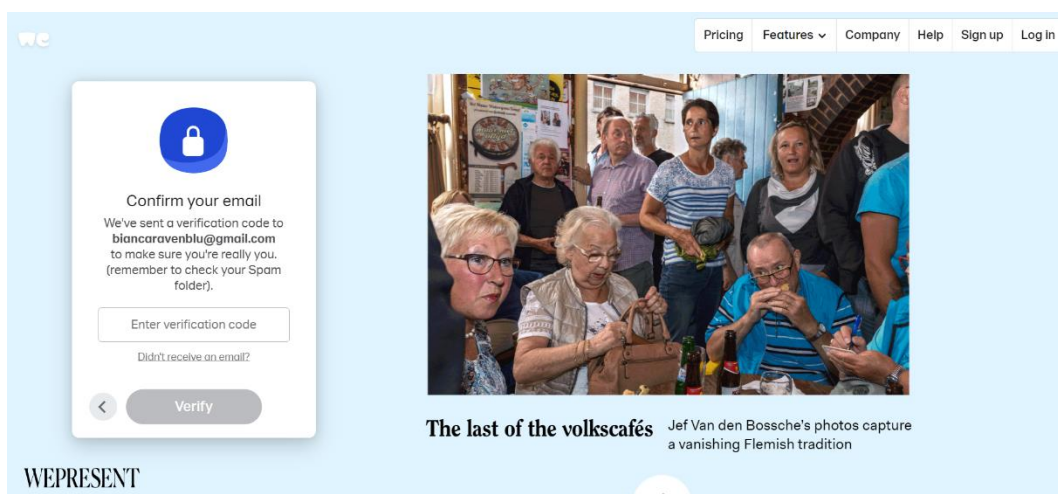 we
Pricing Features Company Help Sign up Log in
Confirm your email
We've sent a verification code to
biancaravenblu@gmail.com
to make sure you're really you.
(remember to check your Spam
folder).
Enter verification code
Didn't receive an email?
Verify
The last of the volkscafés
Jef Van den Bossche's photos capture
a vanishing Flemish tradition
WEPRESENT